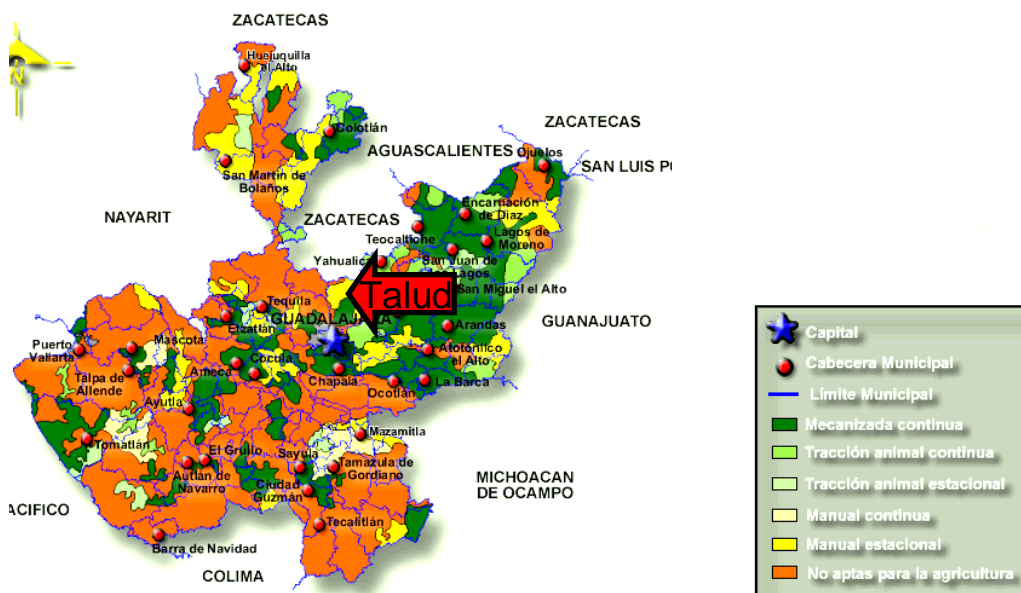 ZACATECAS
Huejuquilla
el Alto
N
Colotlán
ZACATECAS
AGUASCALIENTES
Ojuelos
SAN LUIS PO
San Martín de
Bolaños
NAYARIT
ZACATECAS
Encarnación
de Díaz
Teocaltiche
Lagos de
Moreno
Yahualica
San Juan de
Lagos
San Miguel el Alto
Talud
Tequila
Etzatlán
GUADALAJARA
Arandas
GUANAJUATO
Puerto
Vallarta
Mascota
Atotonilco
el Alto
Talpa de
Allende
Ameca
Cocula
Chapala
Ocotlán
La Barca
Ayutla
Tomatlán
Mazamitla
El Grullo
Sayula
Tamazula de
Gordiano
Autlán de
Navarro
Ciudad
Guzmán
MICHOACAN
DE OCAMPO
ACIFICO
Tecalitlán
Barra de Navidad
COLIMA
Capital
Cabecera Municipal
Límite Municipal
Mecanizada continua
Tracción animal continua
Tracción animal estacional
Manual continua
Manual estacional
No aptas para la agricultura